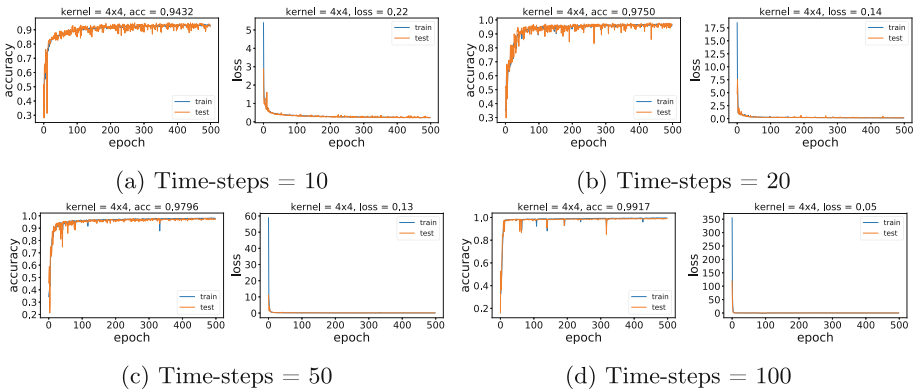 kernel = 4x4, acc = 0,9432
accuracy
0.9
0.8
0.7
0.6
0.5
0.4
0.3
0 100 200 300 400 500
epoch
train
test
kernel = 4x4, loss = 0,22
loss
5
4
3
2
1
0
0 100 200 300 400 500
epoch
train
test
(a) Time-steps = 10
kernel = 4x4, acc = 0,9750
accuracy
0.9
0.8
0.7
0.6
0.5
0.4
0.3
0 100 200 300 400 500
epoch
train
test
kernel = 4x4, loss = 0,14
loss
17.5
15.0
12.5
10.0
7.5
5.0
2.5
0.0
0 100 200 300 400 500
epoch
train
test
(b) Time-steps = 20
kernel = 4x4, acc = 0,9796
accuracy
1.0
0.9
0.8
0.7
0.6
0.5
0.4
0.3
0.2
0 100 200 300 400 500
epoch
train
test
kernel = 4x4, loss = 0,13
loss
60
50
40
30
20
10
0
0 100 200 300 400 500
epoch
train
test
(c) Time-steps = 50
kernel = 4x4, acc = 0,9917
accuracy
1.0
0.8
0.6
0.4
0.2
0 100 200 300 400 500
epoch
train
test
kernel = 4x4, loss = 0,05
loss
350
300
250
200
150
100
50
0
0 100 200 300 400 500
epoch
train
test
(d) Time-steps = 100